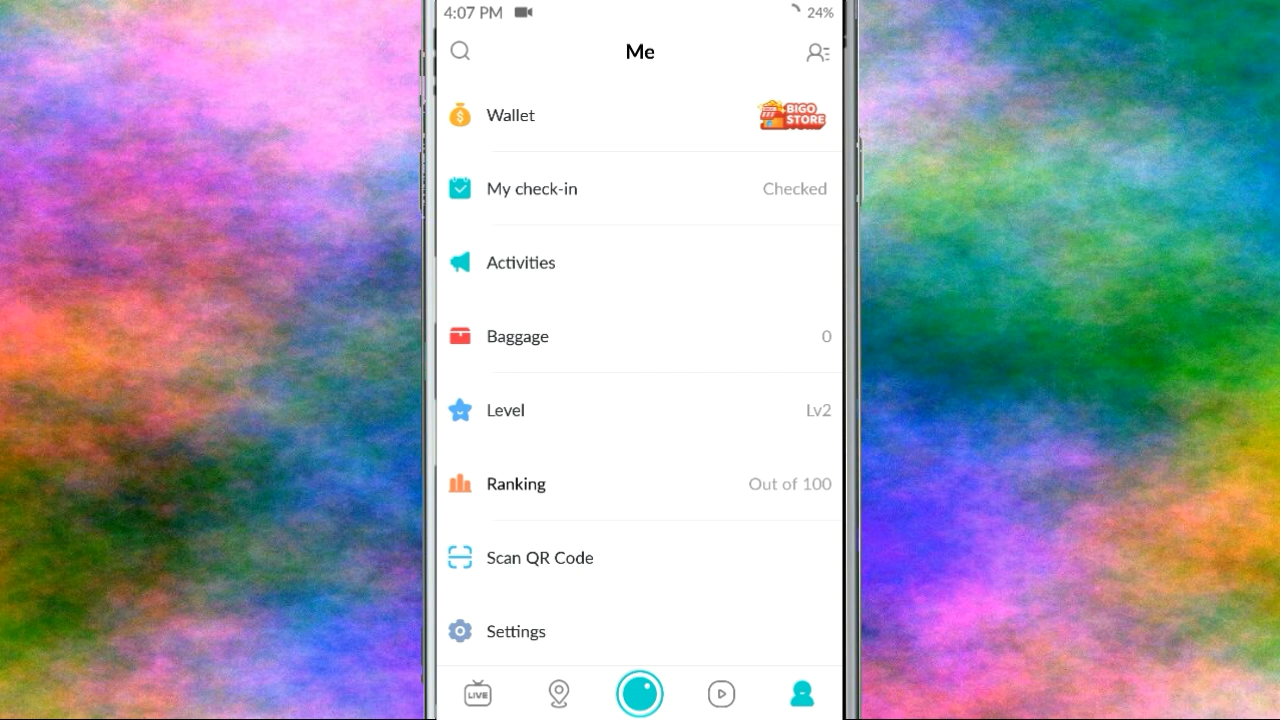 4:07 PM 24%
Me
Wallet BIGO STORE
My check-in Checked
Activities
Baggage 0
Level Lv2
Ranking Out of 100
Scan QR Code
Settings
LIVE